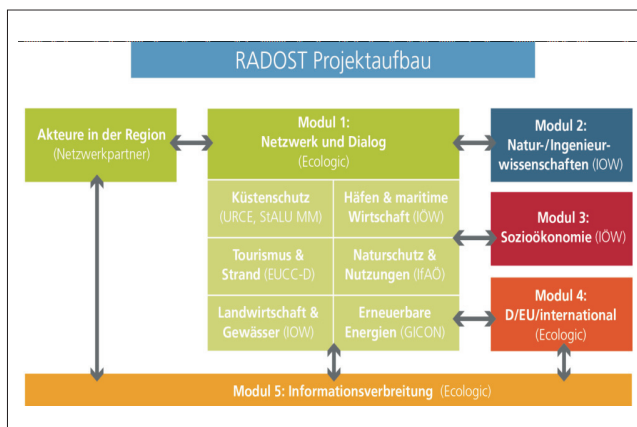 RADOST Projektaufbau
Akteure in der Region
(Netzwerkpartner)
Modul 1:
Netzwerk und Dialog
(Ecologic)
Modul 2:
Natur-/Ingenieur-
wissenschaften (IOW)
Küstenschutz
(URCE, StALU MM)
Häfen & maritime
Wirtschaft (IÖW)
Modul 3:
Sozioökonomie (IÖW)
Tourismus &
Strand (EUCC-D)
Naturschutz &
Nutzungen (IfAÖ)
Landwirtschaft &
Gewässer (IOW)
Erneuerbare
Energien (GICON)
Modul 4:
D/EU/international
(Ecologic)
Modul 5: Informationsverbreitung (Ecologic)